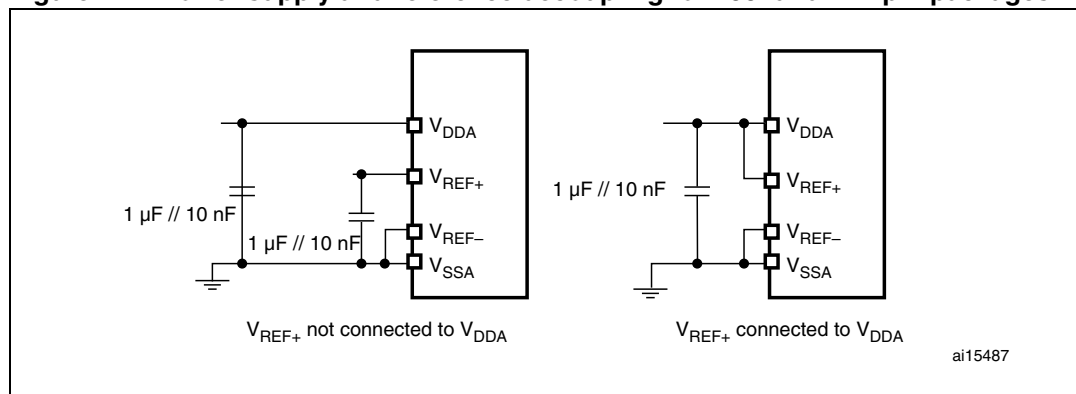 V_DDA
V_REF+
1 µF // 10 nF
1 µF // 10 nF
V_REF–
V_SSA
V_REF+ not connected to V_DDA
V_DDA
1 µF // 10 nF
V_REF+
V_REF–
V_SSA
V_REF+ connected to V_DDA
ai15487